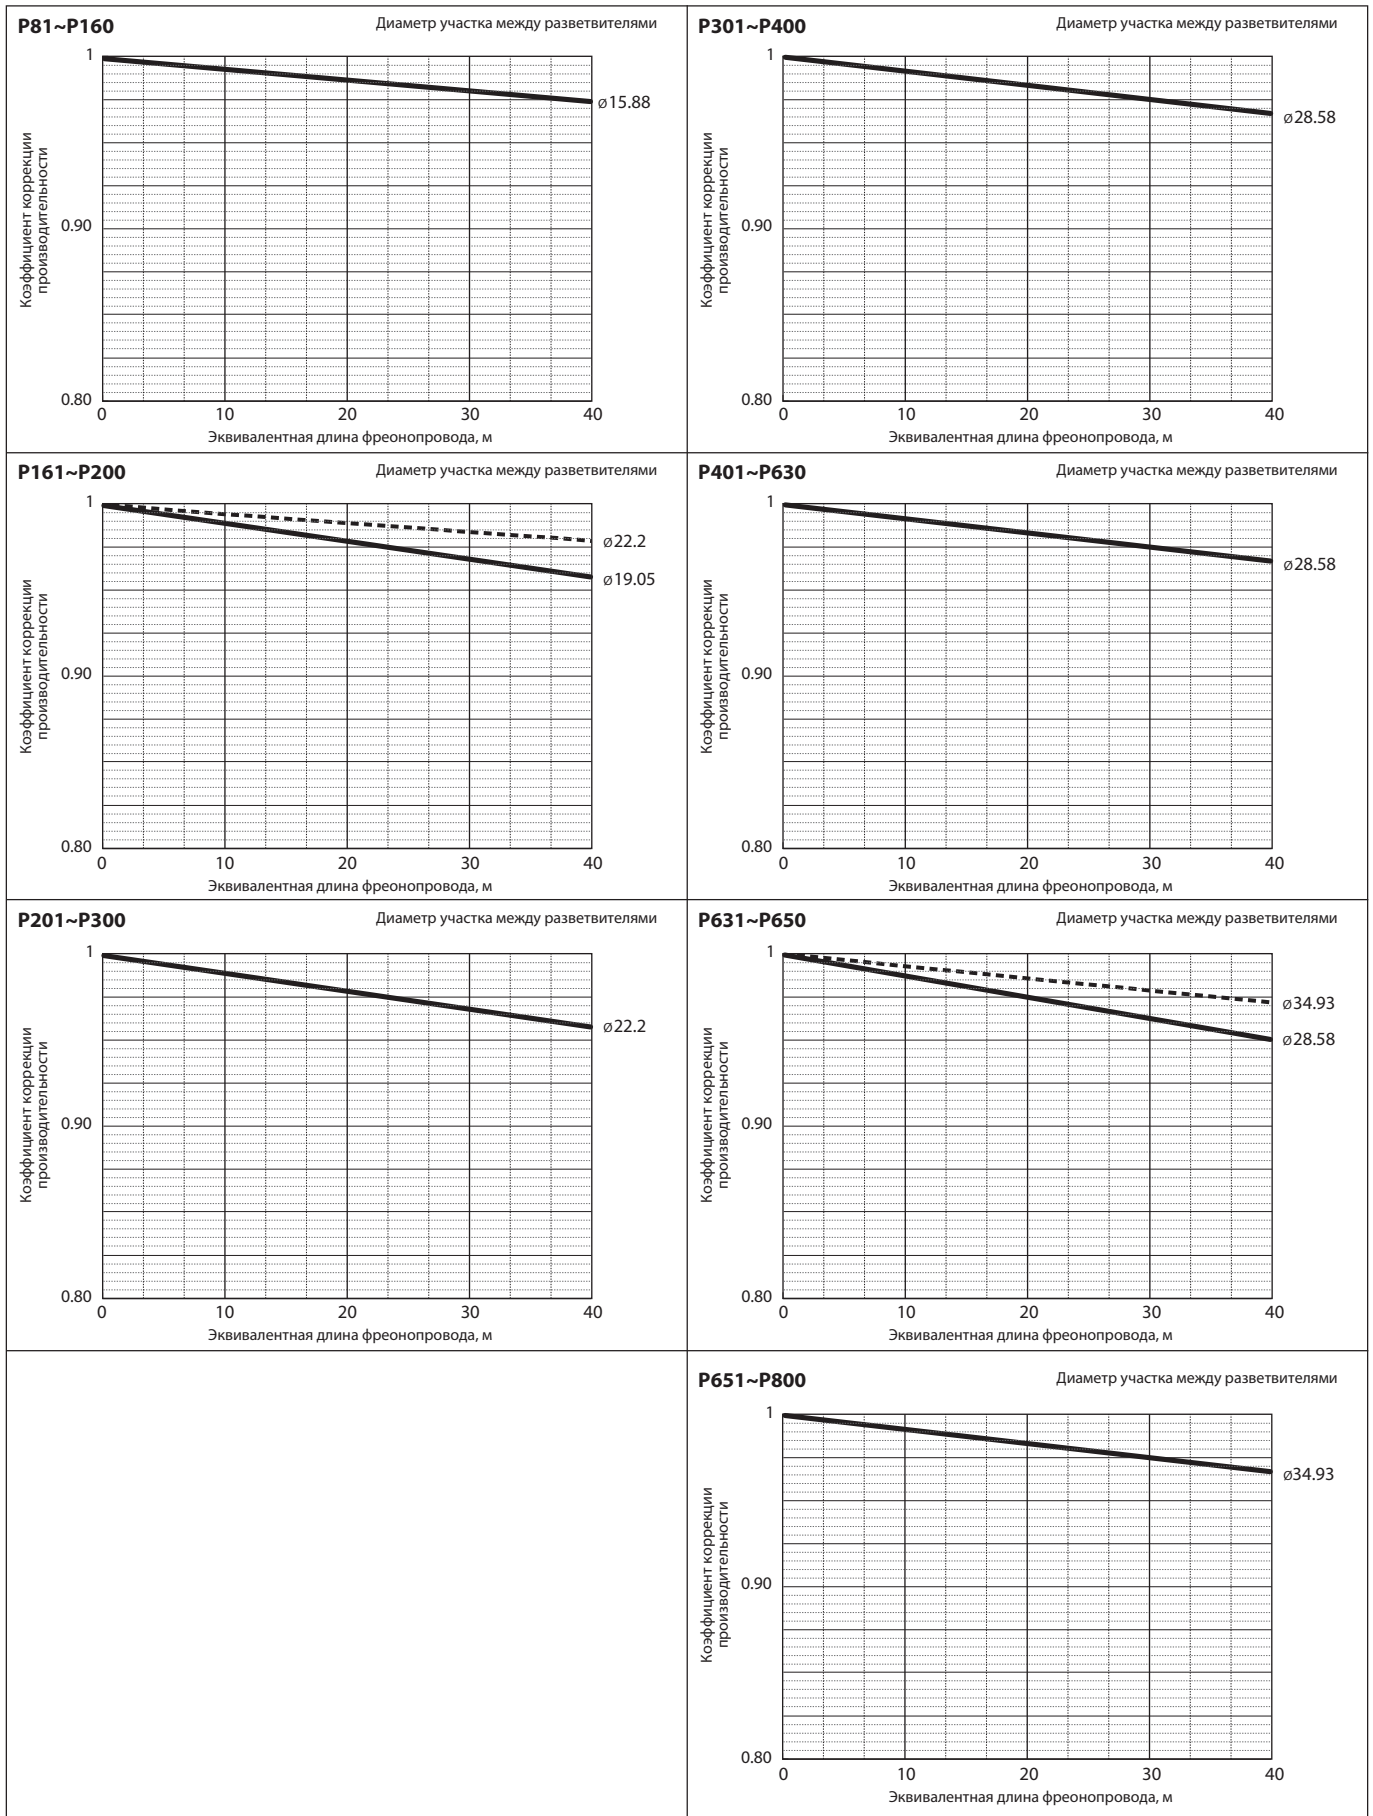 P81~P160
Диаметр участка между разветвителями
1
0.90
0.80
Коэффициент коррекции
производительности
ø15.88
0 10 20 30 40
Эквивалентная длина фреонопровода, м
P301~P400
Диаметр участка между разветвителями
1
0.90
0.80
Коэффициент коррекции
производительности
ø28.58
0 10 20 30 40
Эквивалентная длина фреонопровода, м
P161~P200
Диаметр участка между разветвителями
1
0.90
0.80
Коэффициент коррекции
производительности
ø22.2
ø19.05
0 10 20 30 40
Эквивалентная длина фреонопровода, м
P401~P630
Диаметр участка между разветвителями
1
0.90
0.80
Коэффициент коррекции
производительности
ø28.58
0 10 20 30 40
Эквивалентная длина фреонопровода, м
P201~P300
Диаметр участка между разветвителями
1
0.90
0.80
Коэффициент коррекции
производительности
ø22.2
0 10 20 30 40
Эквивалентная длина фреонопровода, м
P631~P650
Диаметр участка между разветвителями
1
0.90
0.80
Коэффициент коррекции
производительности
ø34.93
ø28.58
0 10 20 30 40
Эквивалентная длина фреонопровода, м
P651~P800
Диаметр участка между разветвителями
1
0.90
0.80
Коэффициент коррекции
производительности
ø34.93
0 10 20 30 40
Эквивалентная длина фреонопровода, м